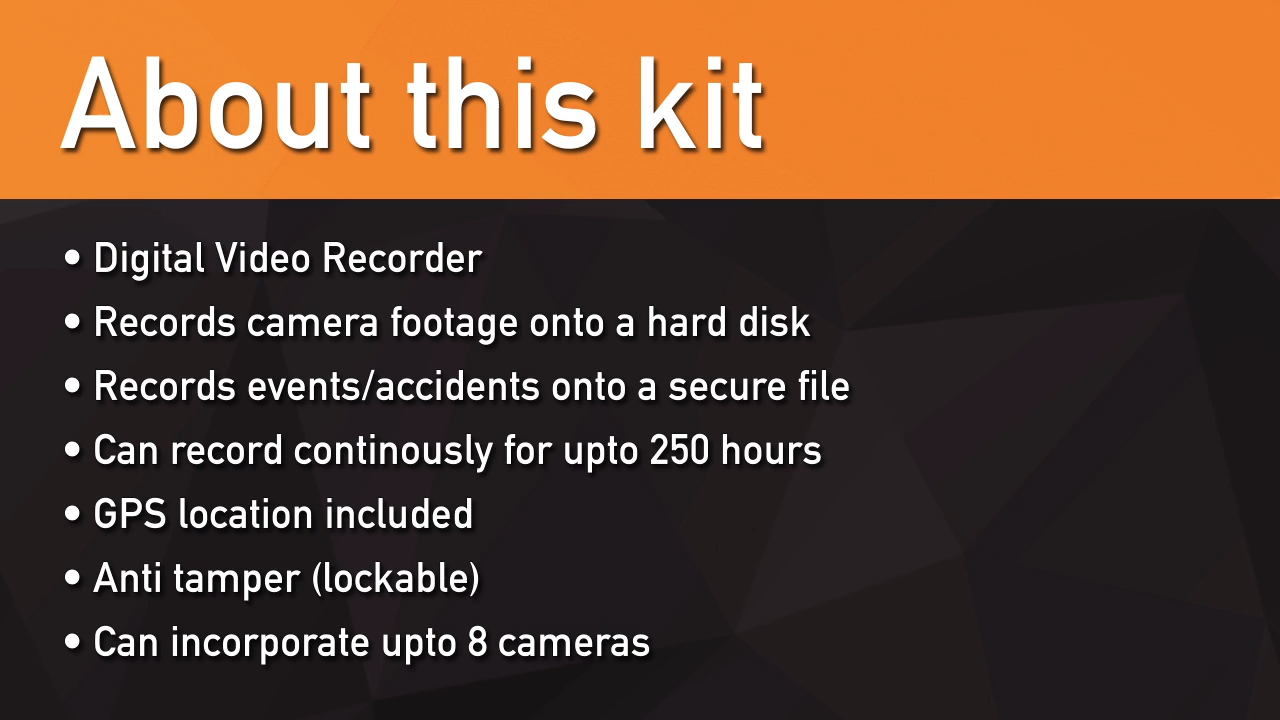 About this kit
• Digital Video Recorder
• Records camera footage onto a hard disk
• Records events/accidents onto a secure file
• Can record continously for upto 250 hours
• GPS location included
• Anti tamper (lockable)
• Can incorporate upto 8 cameras